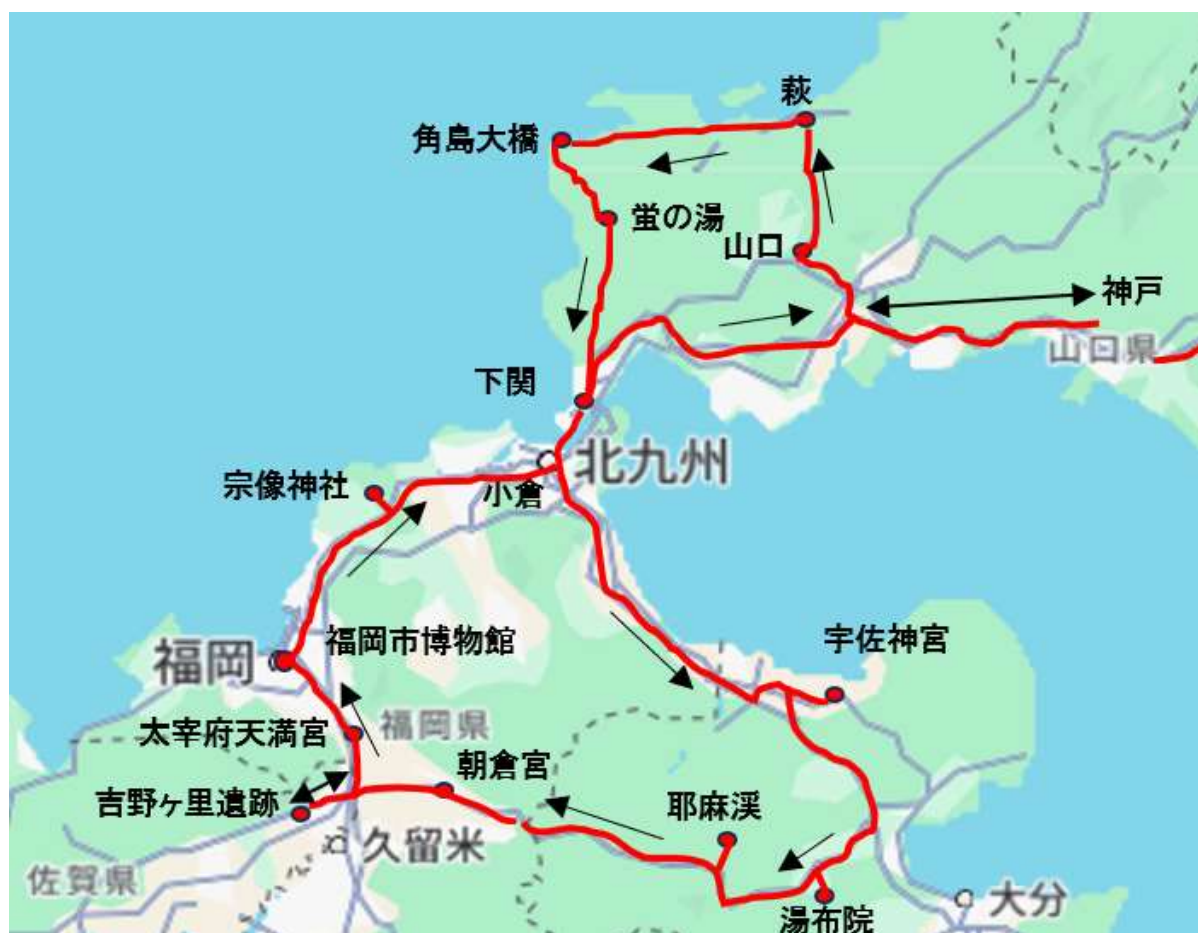 萩
角島大橋
蛍の湯
山口
神戸
山口県
下関
北九州
小倉
宗像神社
福岡
福岡市博物館
宇佐神宮
太宰府天満宮
福岡県
朝倉宮
吉野ヶ里遺跡
耶麻渓
久留米
佐賀県
大分
湯布院